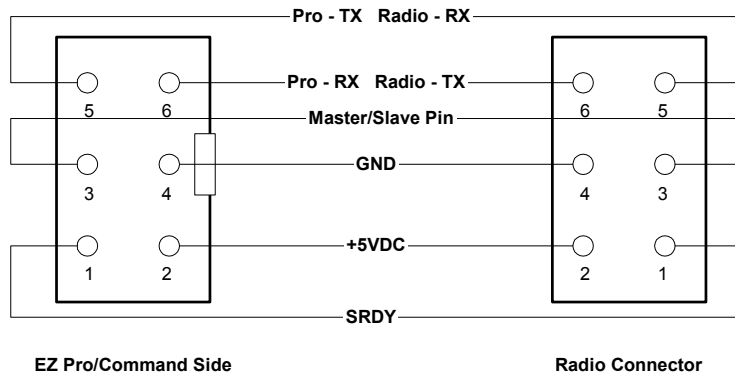 Pro - TX Radio - RX
5 6 Pro - RX Radio - TX 6 5
Master/Slave Pin
3 4 GND 4 3
1 2 +5VDC 2 1
SRDY
EZ Pro/Command Side Radio Connector